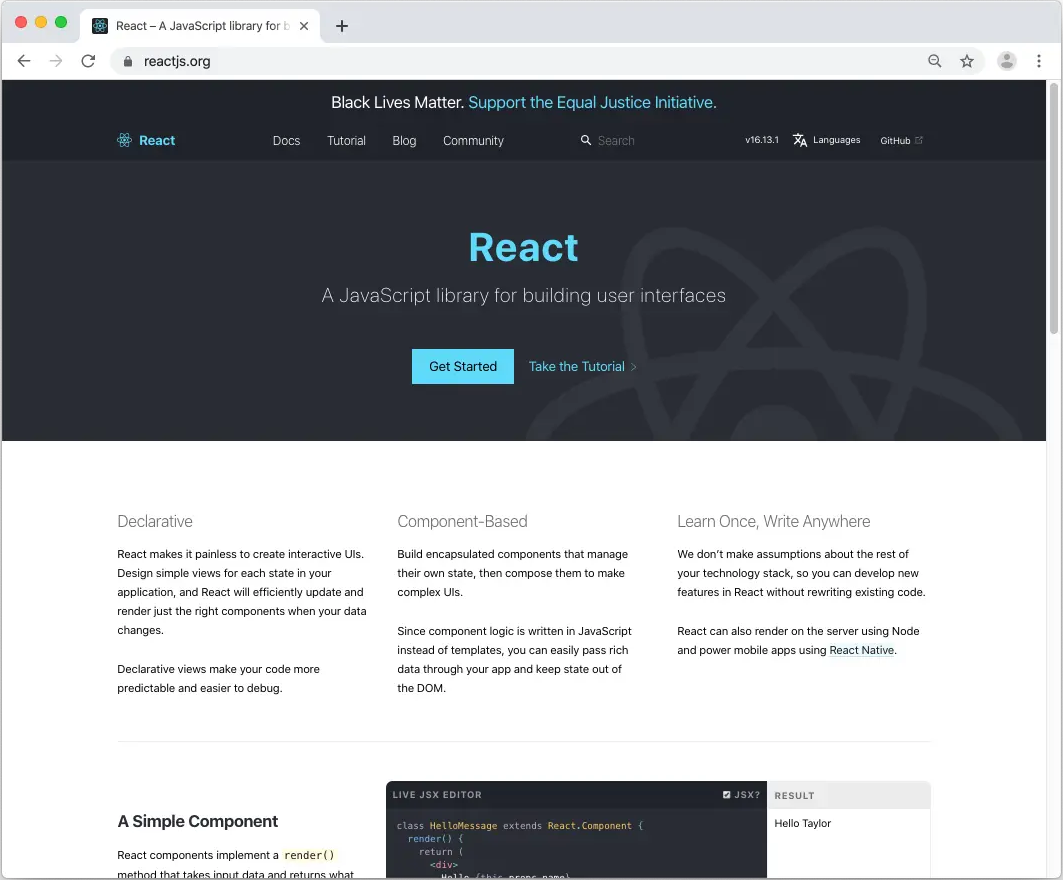 React – A JavaScript library for b
reactjs.org
Black Lives Matter. Support the Equal Justice Initiative.
React Docs Tutorial Blog Community Search v16.13.1 Languages GitHub
React
A JavaScript library for building user interfaces
Get Started Take the Tutorial >
Declarative
React makes it painless to create interactive UIs.
Design simple views for each state in your
application, and React will efficiently update and
render just the right components when your data
changes.
Declarative views make your code more
predictable and easier to debug.
Component-Based
Build encapsulated components that manage
their own state, then compose them to make
complex UIs.
Since component logic is written in JavaScript
instead of templates, you can easily pass rich
data through your app and keep state out of
the DOM.
Learn Once, Write Anywhere
We don’t make assumptions about the rest of
your technology stack, so you can develop new
features in React without rewriting existing code.
React can also render on the server using Node
and power mobile apps using React Native.
A Simple Component
React components implement a render()
method that takes input data and returns what
LIVE JSX EDITOR JSX?
class HelloMessage extends React.Component {
render() {
return (
<div>
Hello {this.props.name}
RESULT
Hello Taylor